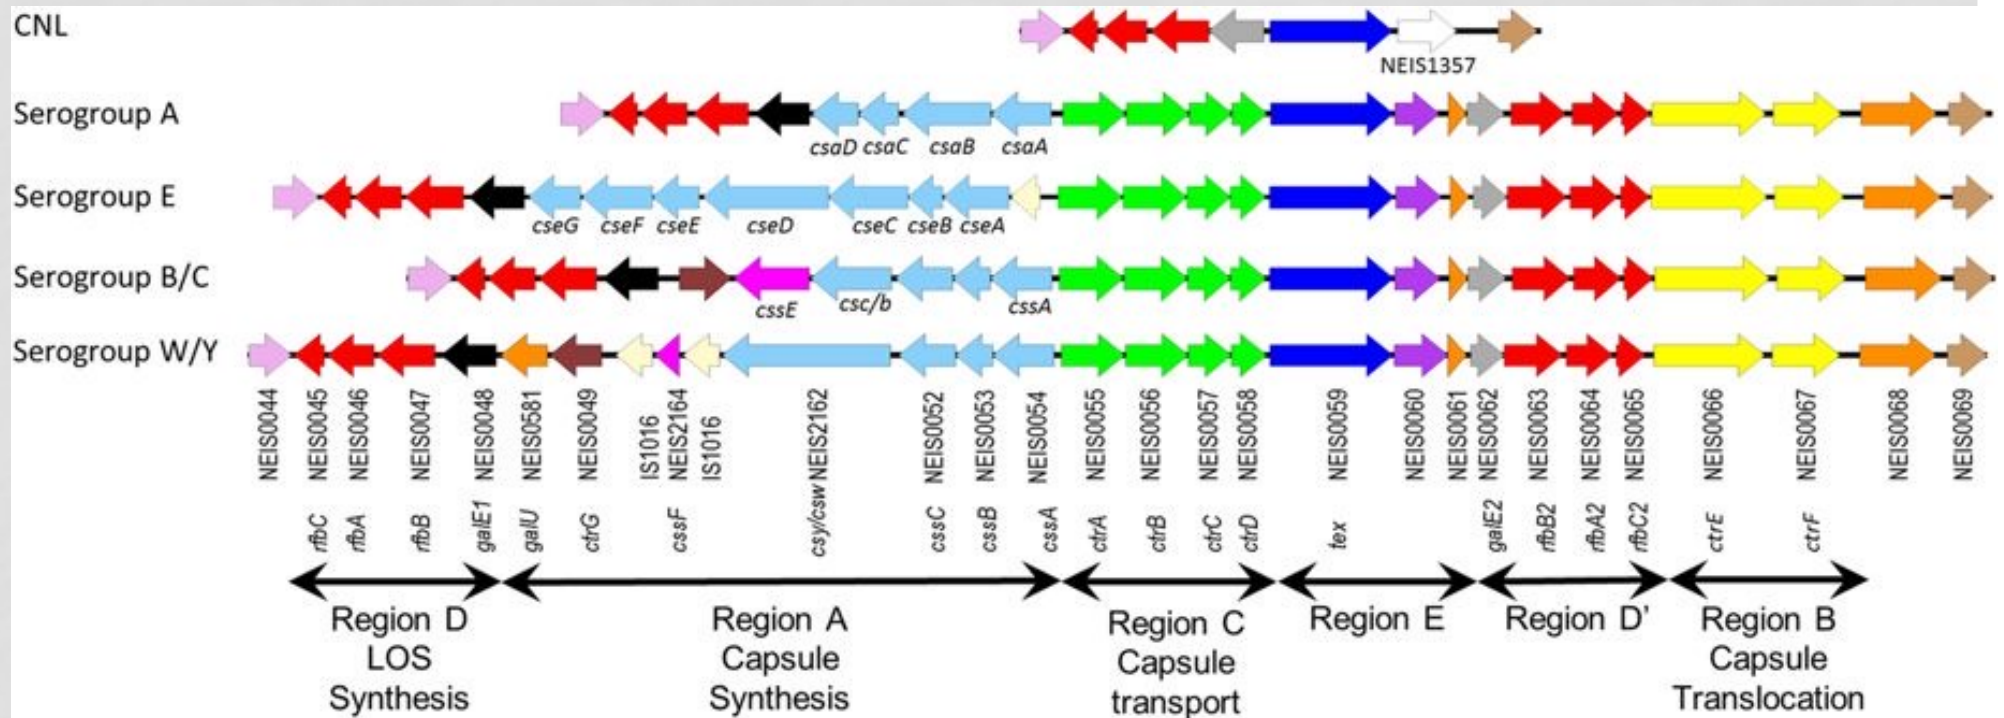 CNL
NEIS1357
Serogroup A
csaD csaC csaB csaA
Serogroup E
cseG cseF cseE cseD cseC cseB cseA
Serogroup B/C
cssE csc/b cssA
Serogroup W/Y
NEIS0044
NEIS0045
NEIS0046
NEIS0047
NEIS0048
NEIS0581
NEIS0049
IS1016
NEIS2164
IS1016
NEIS2162
NEIS0052
NEIS0053
NEIS0054
NEIS0055
NEIS0056
NEIS0057
NEIS0058
NEIS0059
NEIS0060
NEIS0061
NEIS0062
NEIS0063
NEIS0064
NEIS0065
NEIS0066
NEIS0067
NEIS0068
NEIS0069
rfbC
rfbA
rfbB
galE1
galU
ctrG
cssF
csy/csw
cssC
cssB
cssA
ctrA
ctrB
ctrC
ctrD
tex
galE2
rfbB2
rfbA2
rfbC2
ctrE
ctrF
Region D
LOS
Synthesis
Region A
Capsule
Synthesis
Region C
Capsule
transport
Region E
Region D'
Region B
Capsule
Translocation